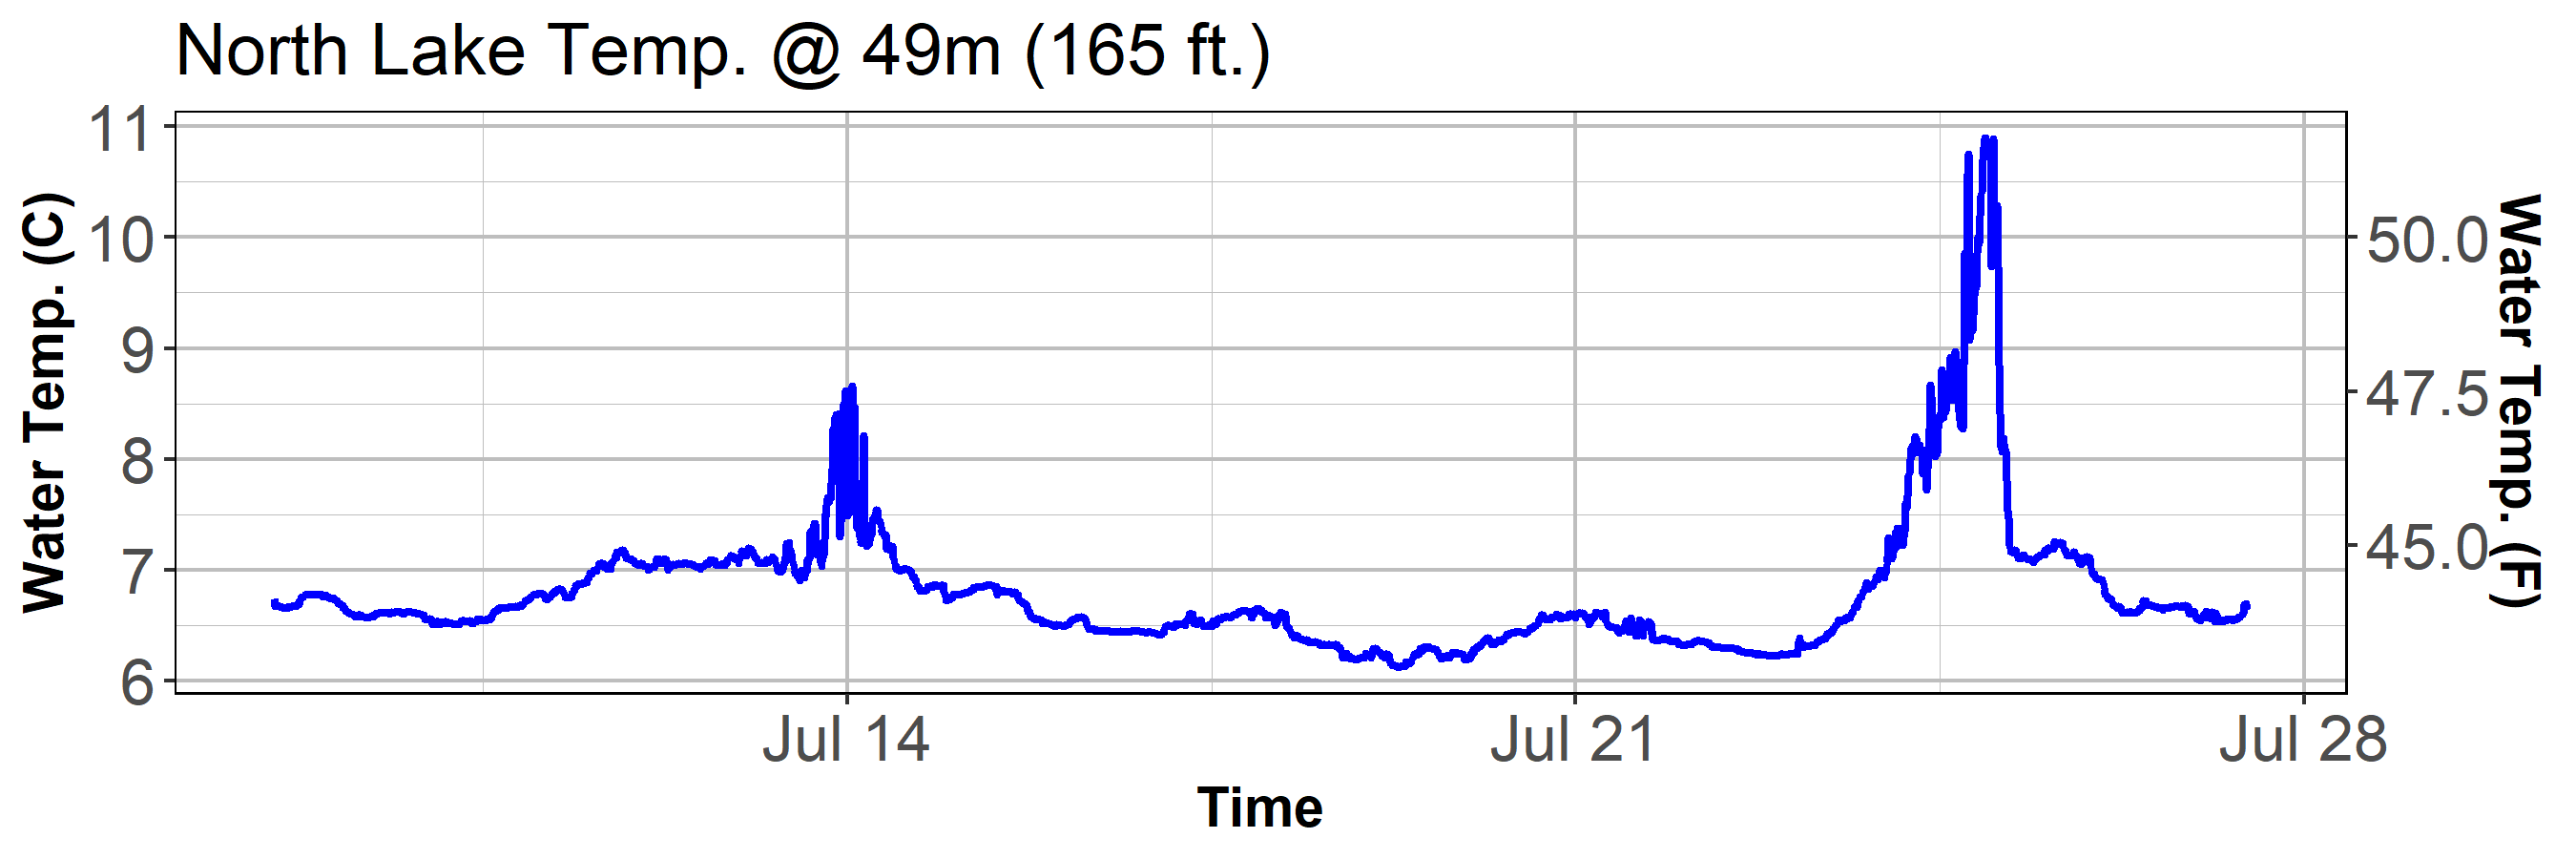 North Lake Temp. @ 49m (165 ft.)
Water Temp. (C)
11
10
9
8
7
6
50.0
47.5
45.0
Water Temp. (F)
Jul 14
Jul 21
Jul 28
Time